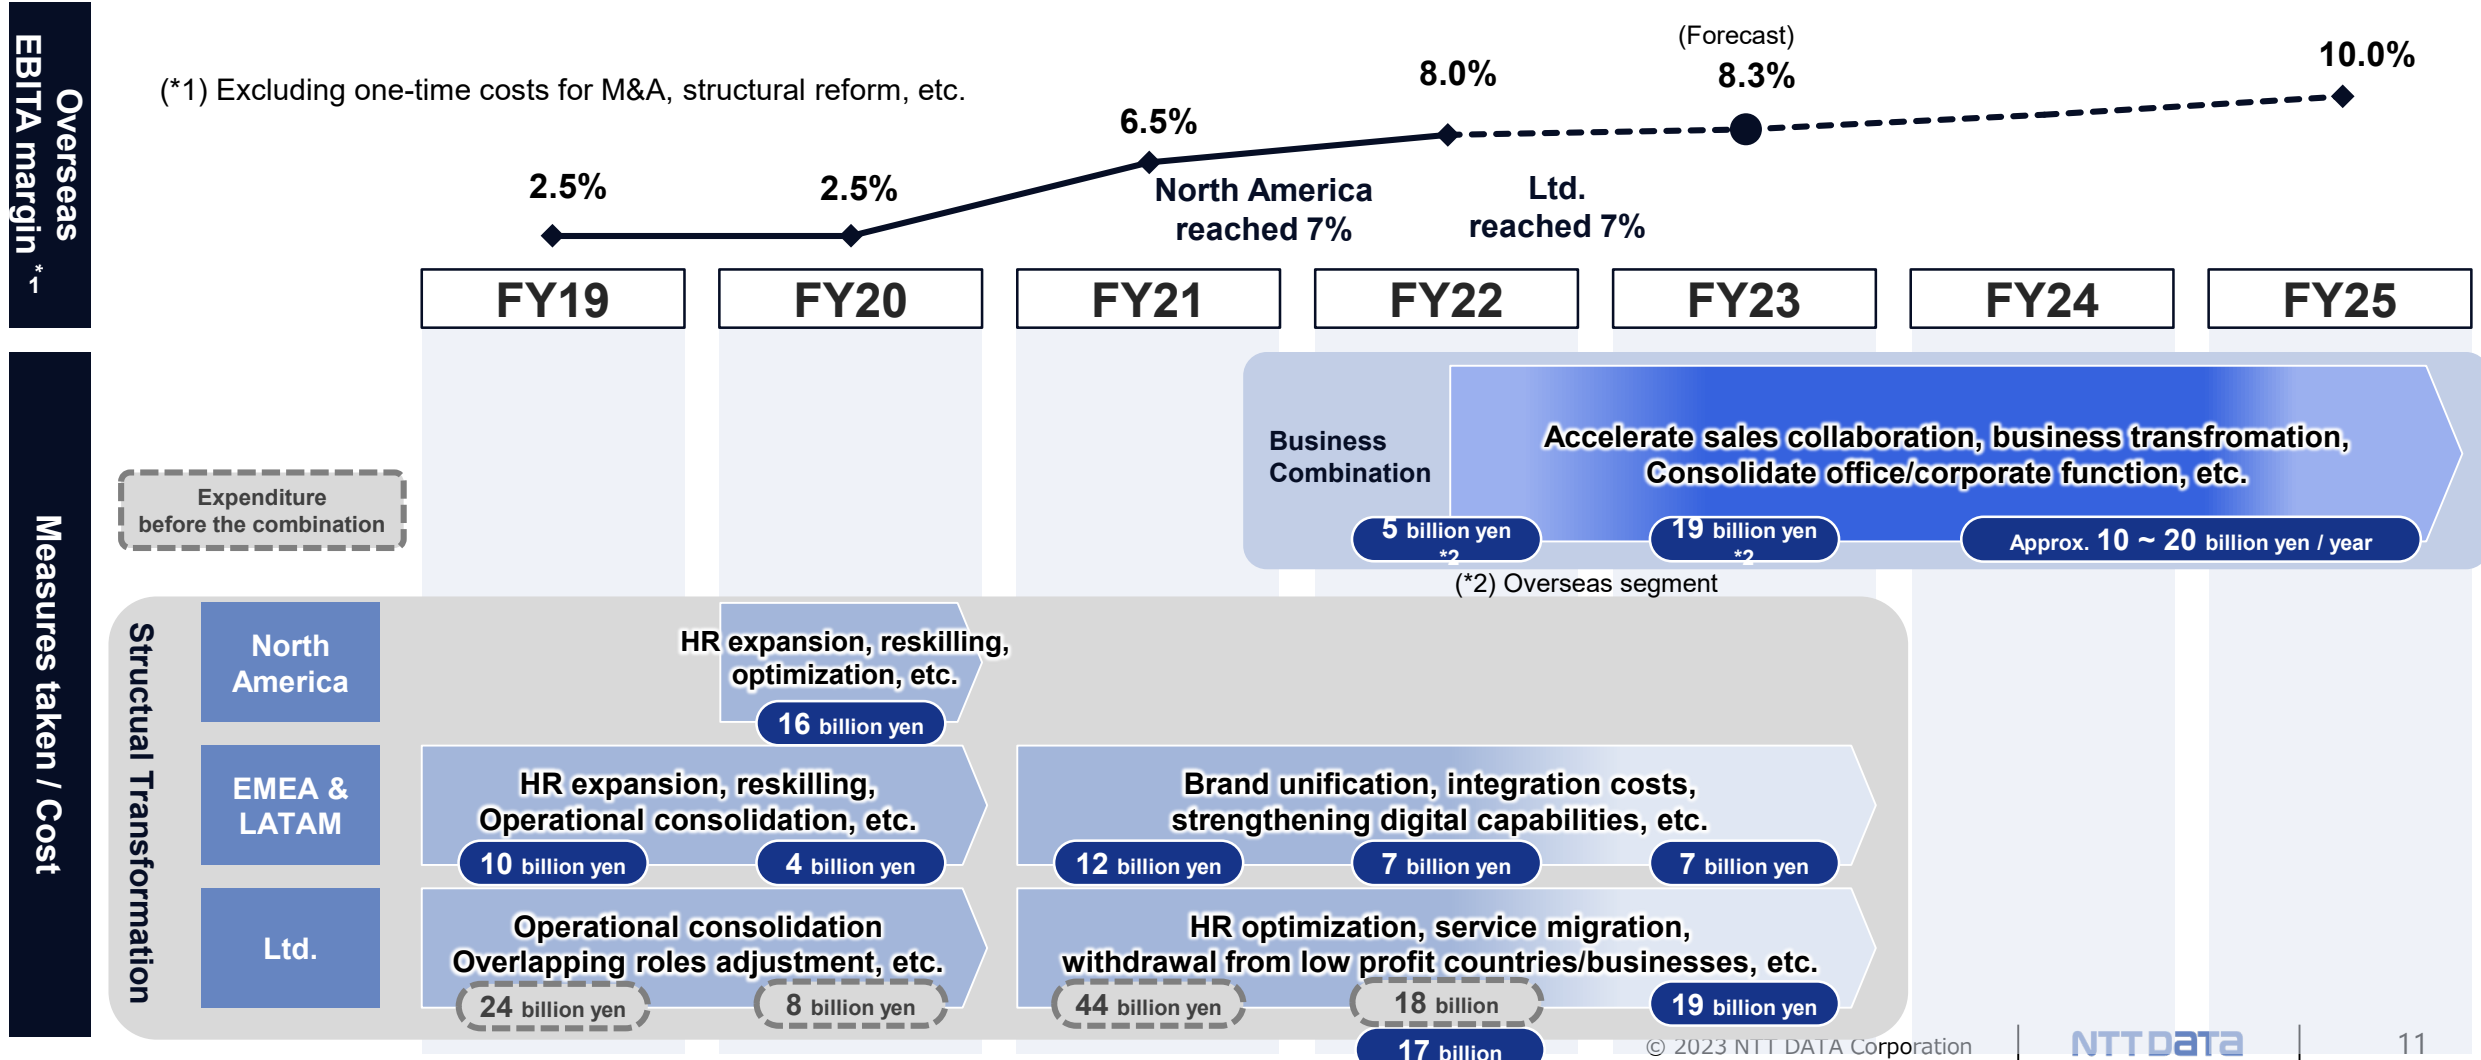 Overseas
EBITA margin *1
(*1) Excluding one-time costs for M&A, structural reform, etc.
2.5%
2.5%
6.5%
8.0%
(Forecast)
8.3%
10.0%
North America
reached 7%
Ltd.
reached 7%
FY19
FY20
FY21
FY22
FY23
FY24
FY25
Measures taken / Cost
Expenditure
before the combination
Business
Combination
Accelerate sales collaboration, business transfromation,
Consolidate office/corporate function, etc.
5 billion yen
*2
19 billion yen
*2
Approx. 10 ~ 20 billion yen / year
(*2) Overseas segment
Structual Transformation
North
America
HR expansion, reskilling,
optimization, etc.
16 billion yen
EMEA &
LATAM
HR expansion, reskilling,
Operational consolidation, etc.
10 billion yen
4 billion yen
Brand unification, integration costs,
strengthening digital capabilities, etc.
12 billion yen
7 billion yen
7 billion yen
Ltd.
Operational consolidation
Overlapping roles adjustment, etc.
24 billion yen
8 billion yen
HR optimization, service migration,
withdrawal from low profit countries/businesses, etc.
44 billion yen
18 billion
19 billion yen
17 billion
© 2023 NTT DATA Corporation
NTT DATA
11